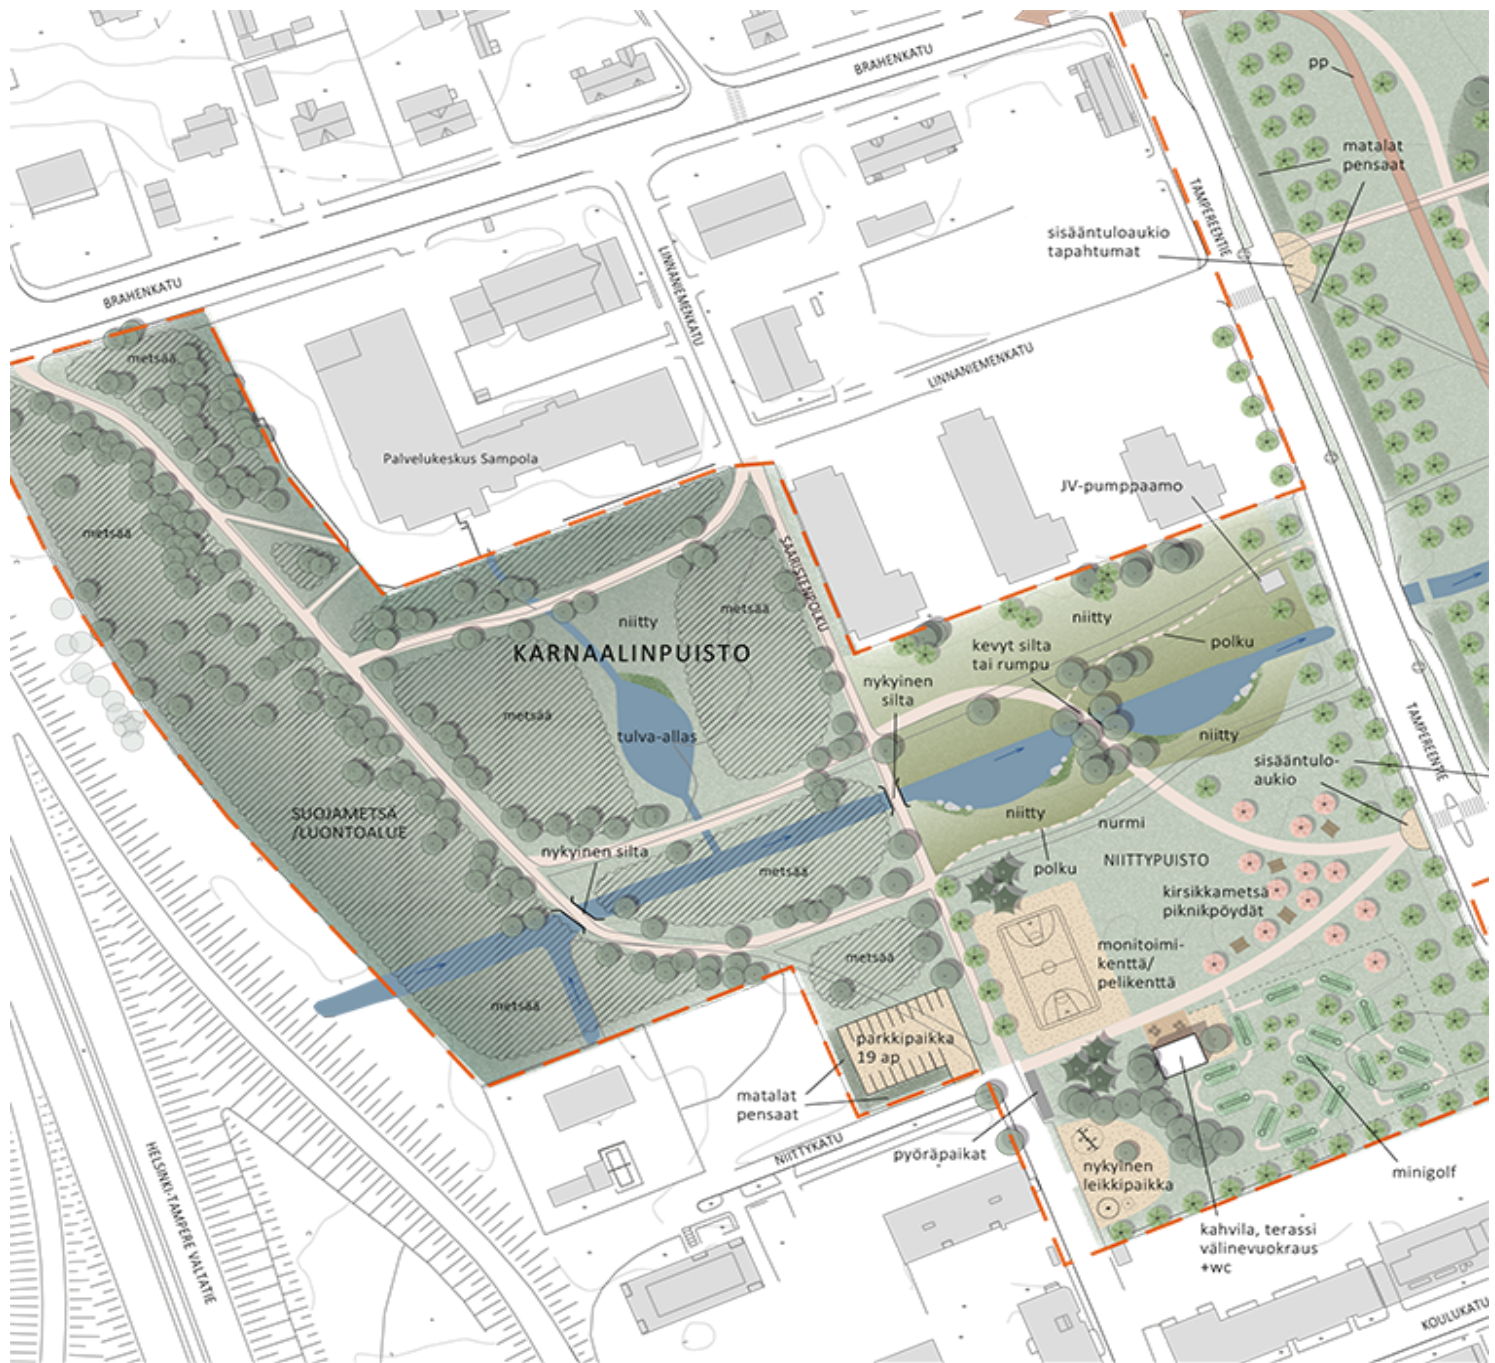 BRAHENKATU
pp
matalat
pensaat
TAMPEREENTIE
sisääntuloaukio
tapahtumat
BRAHENKATU
LINNANIEMENKATU
metsää
LINNANIEMENKATU
Palvelukeskus Sampola
JV-pumppaamo
metsää
SAARISTENPOLKU
metsää
niitty
niitty
polku
KARNAALINPUISTO
kevyt silta
tai rumpu
nykyinen
silta
metsää
tulva-allas
niitty
TAMPEREENTIE
sisääntulo-
aukio
SUOJAMETSÄ
/LUONTOALUE
niitty
nurmi
nykyinen silta
polku
NIITTYPUISTO
metsää
kirsikkametsä
piknikpöydät
metsää
monitoimi-
kenttä/
pelikenttä
metsää
parkkipaikka
19 ap
matalat
pensaat
NIITTYKATU
pyöräpaikat
nykyinen
leikkipaikka
minigolf
HELSINKI-TAMPERE VALTATIE
kahvila, terassi
välinevuokraus
+wc
KOULUKATU